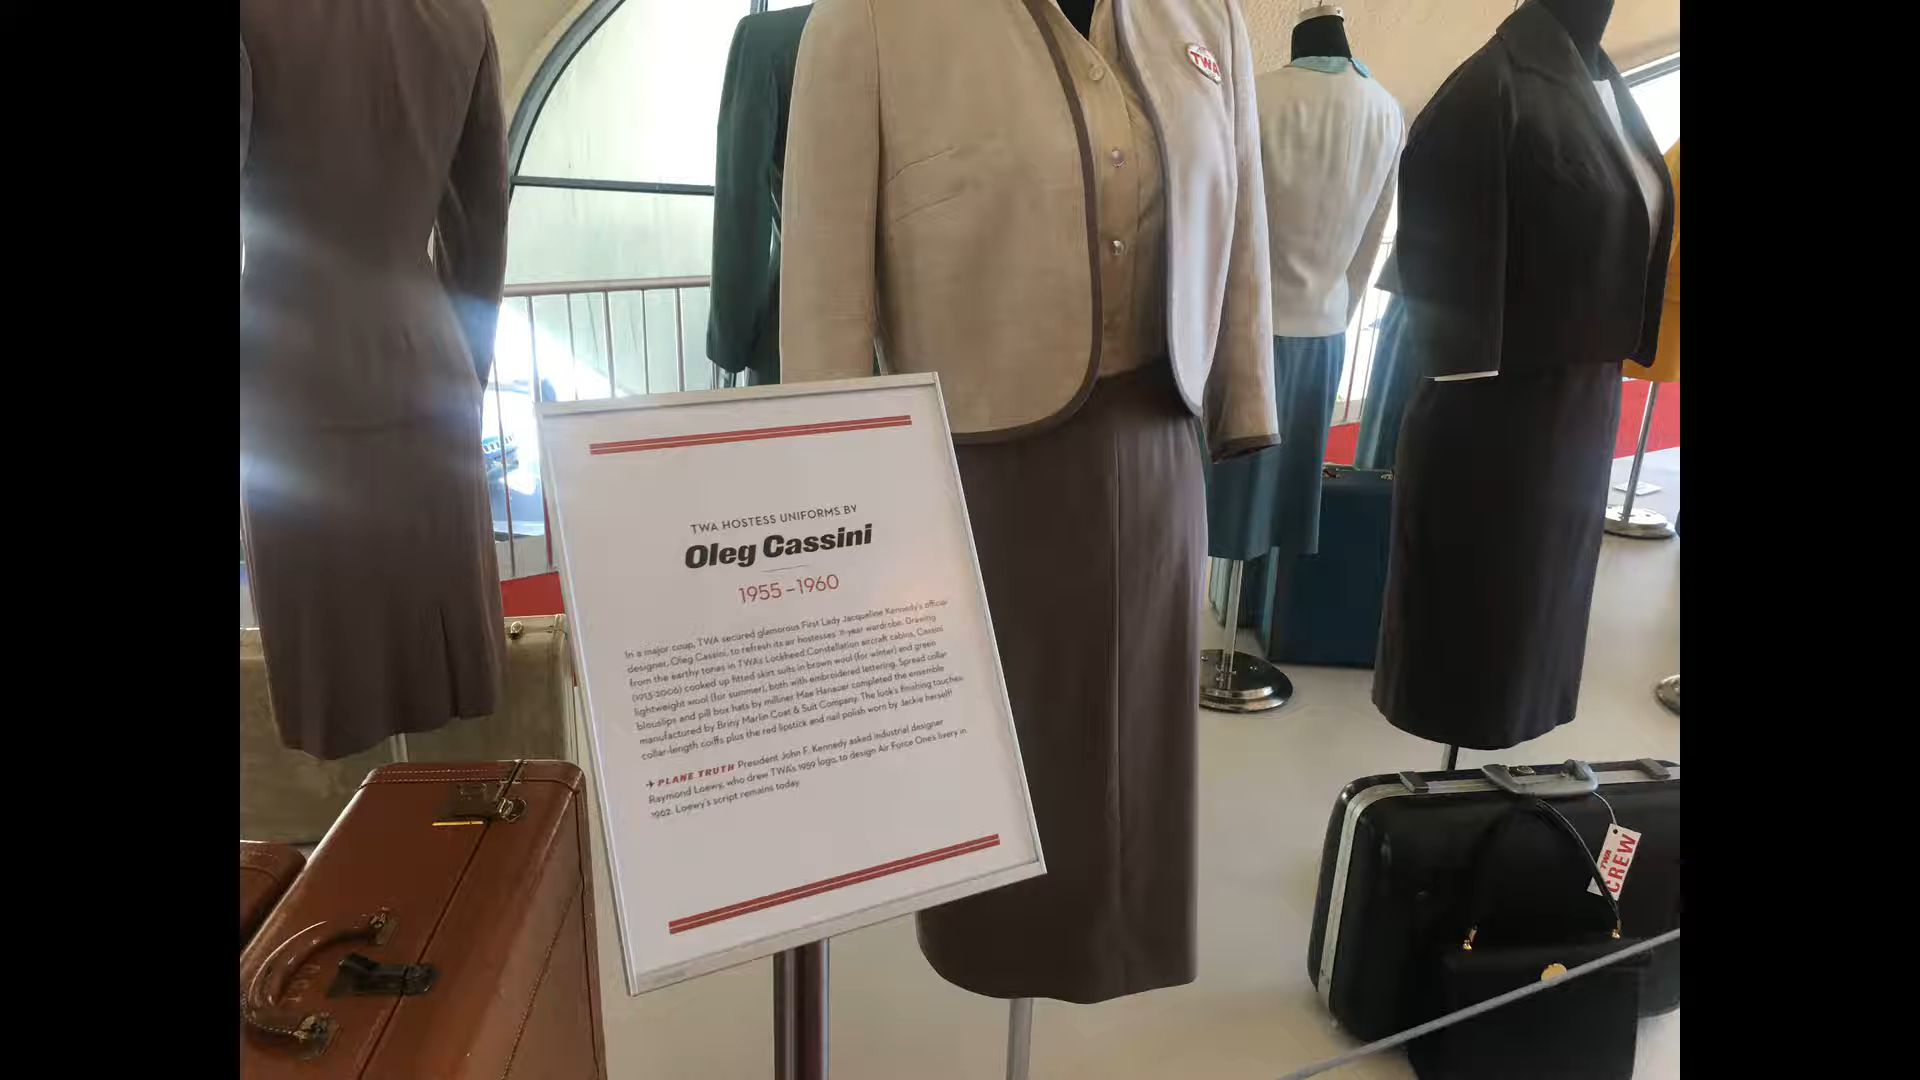 TWA
TWA HOSTESS UNIFORMS BY
Oleg Cassini
1955–1960
In a major coup, TWA secured glamorous First Lady Jacqueline Kennedy's official
designer, Oleg Cassini, to refresh its air hostesses' 11-year wardrobe. Drawing
from the earthy tones in TWA's Lockheed Constellation aircraft cabins, Cassini
(1913-2006) cooked up fitted skirt suits in brown wool (for winter) and green
lightweight wool (for summer), both with embroidered lettering. Spread collar
blouslips and pill box hats by milliner Mae Hanauer completed the ensemble
manufactured by Briny Marlin Coat & Suit Company. The look's finishing touches:
collar-length coiffs plus the red lipstick and nail polish worn by Jackie herself!
PLANE TRUTH President John F. Kennedy asked industrial designer
Raymond Loewy, who drew TWA's 1959 logo, to design Air Force One's livery in
1962. Loewy's script remains today.
TWA
CREW